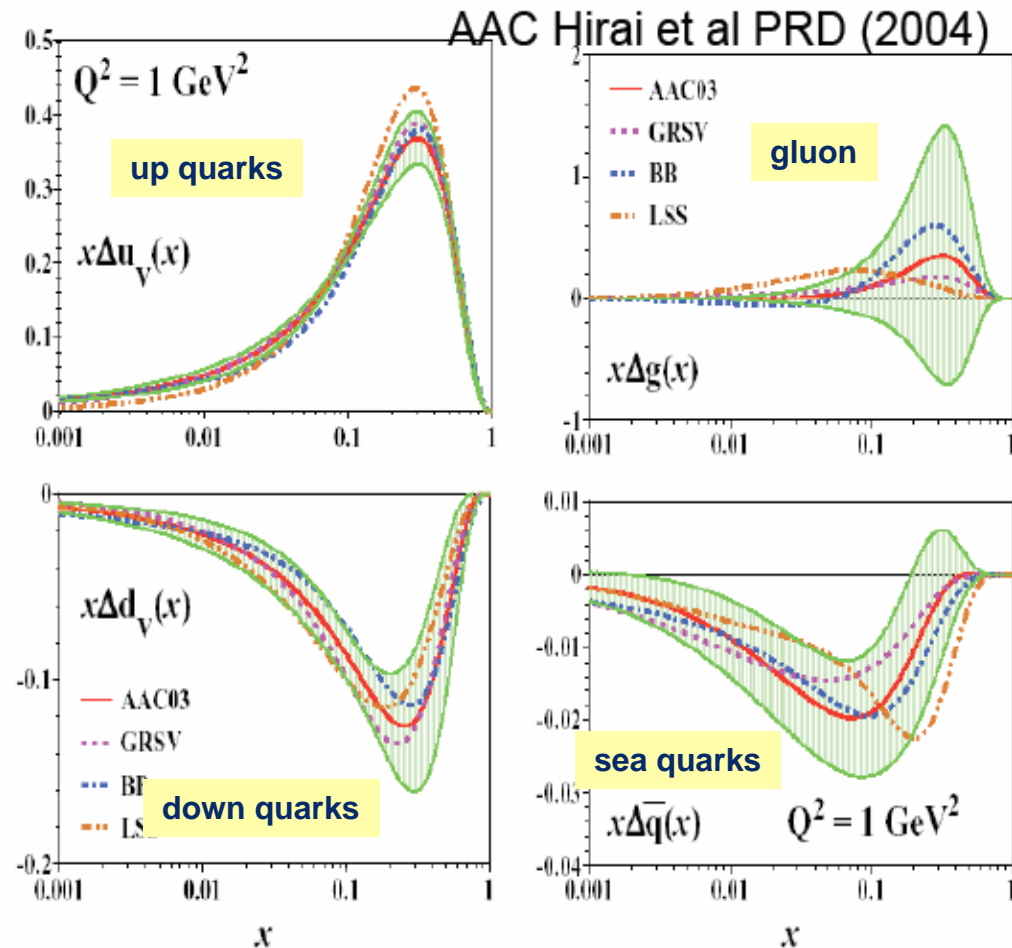 AAC Hirai et al PRD (2004)
0.5
0.4
0.3
0.2
0.1
0
Q² = 1 GeV²
up quarks
xΔu_v(x)
0.001
0.01
0.1
1
2
1
0
-1
AAC03
GRSV
BB
LSS
gluon
xΔg(x)
0.001
0.01
0.1
1
0
-0.1
-0.2
xΔd_v(x)
AAC03
GRSV
down quarks
0.001
0.01
0.1
1
x
0.01
0
-0.01
-0.02
-0.03
-0.04
sea quarks
xΔq̅(x) Q² = 1 GeV²
0.001
0.01
0.1
1
x